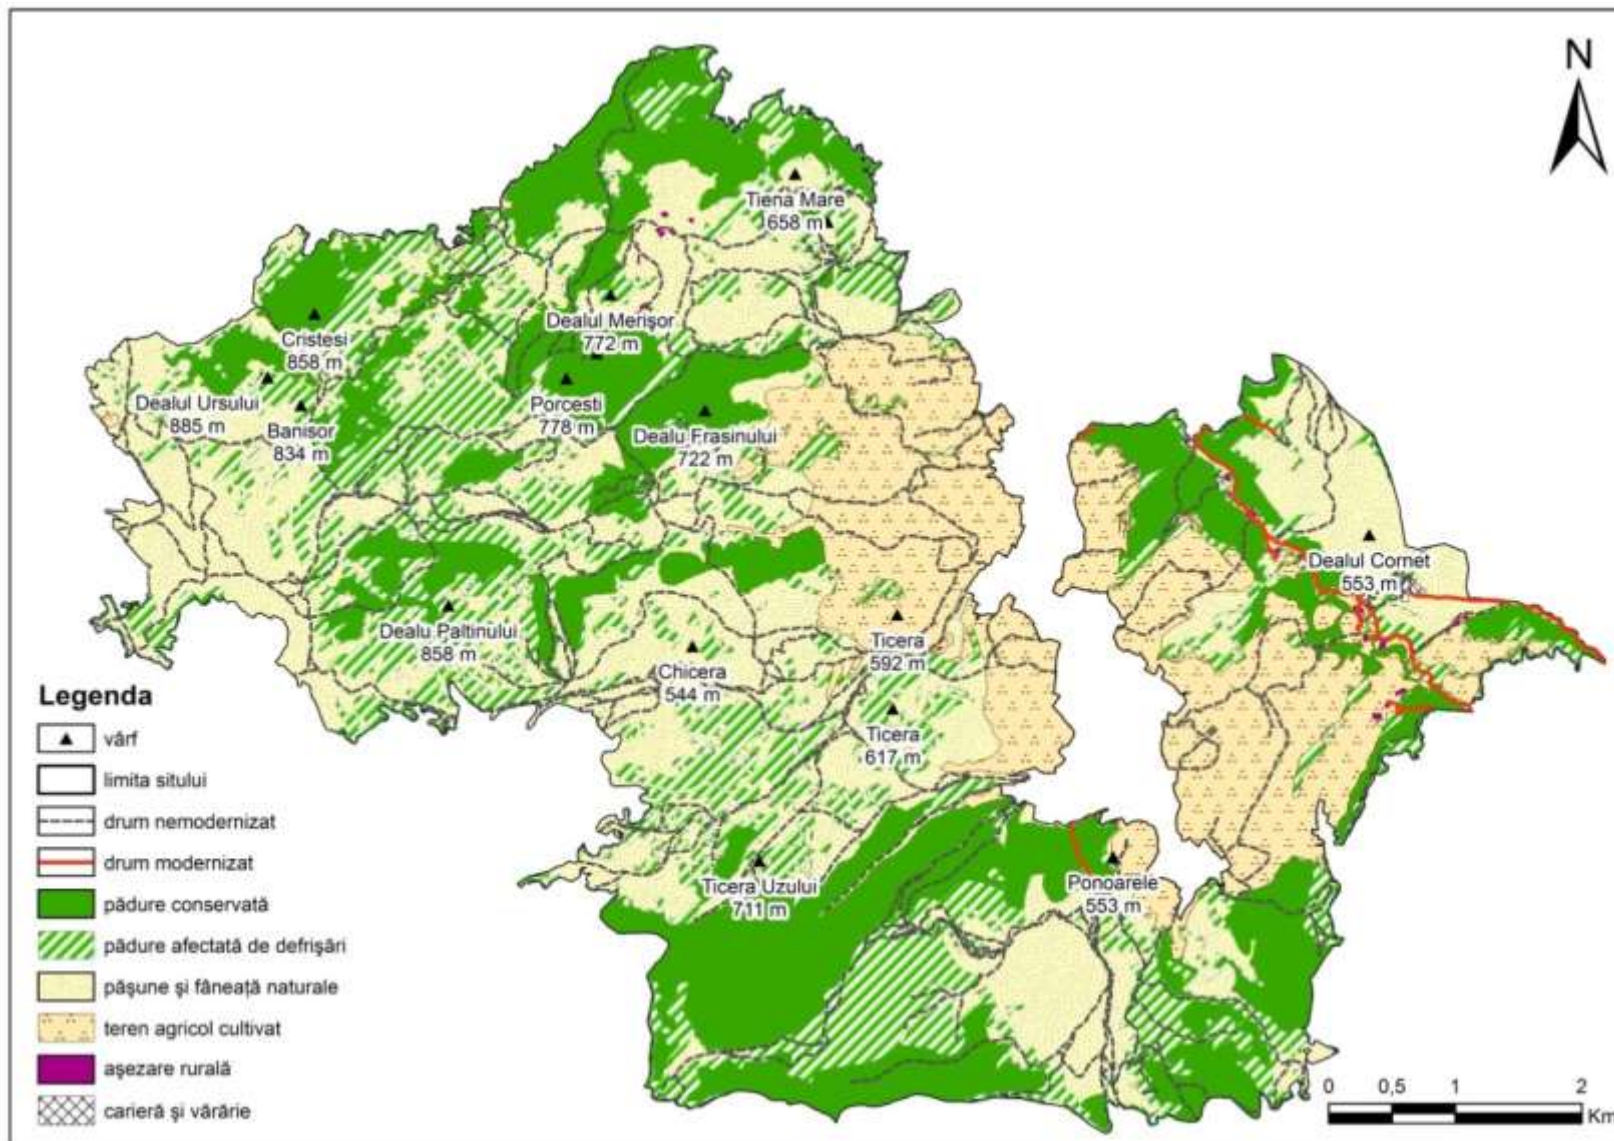 N
Tiena Mare
658 m
Dealul Merişor
772 m
Cristesi
858 m
Dealul Ursului
885 m
Banisor
834 m
Porcesti
778 m
Dealu Frasinului
722 m
Dealul Cornet
553 m
Dealu Paltinului
858 m
Ticera
592 m
Chicera
544 m
Ticera
617 m
Ticera Uzului
711 m
Ponoarele
553 m
Legenda
vârf
limita sitului
drum nemodernizat
drum modernizat
pădure conservată
pădure afectată de defrişări
păşune şi fâneaţă naturale
teren agricol cultivat
aşezare rurală
carieră şi vărărie
0 0,5 1 2
Km